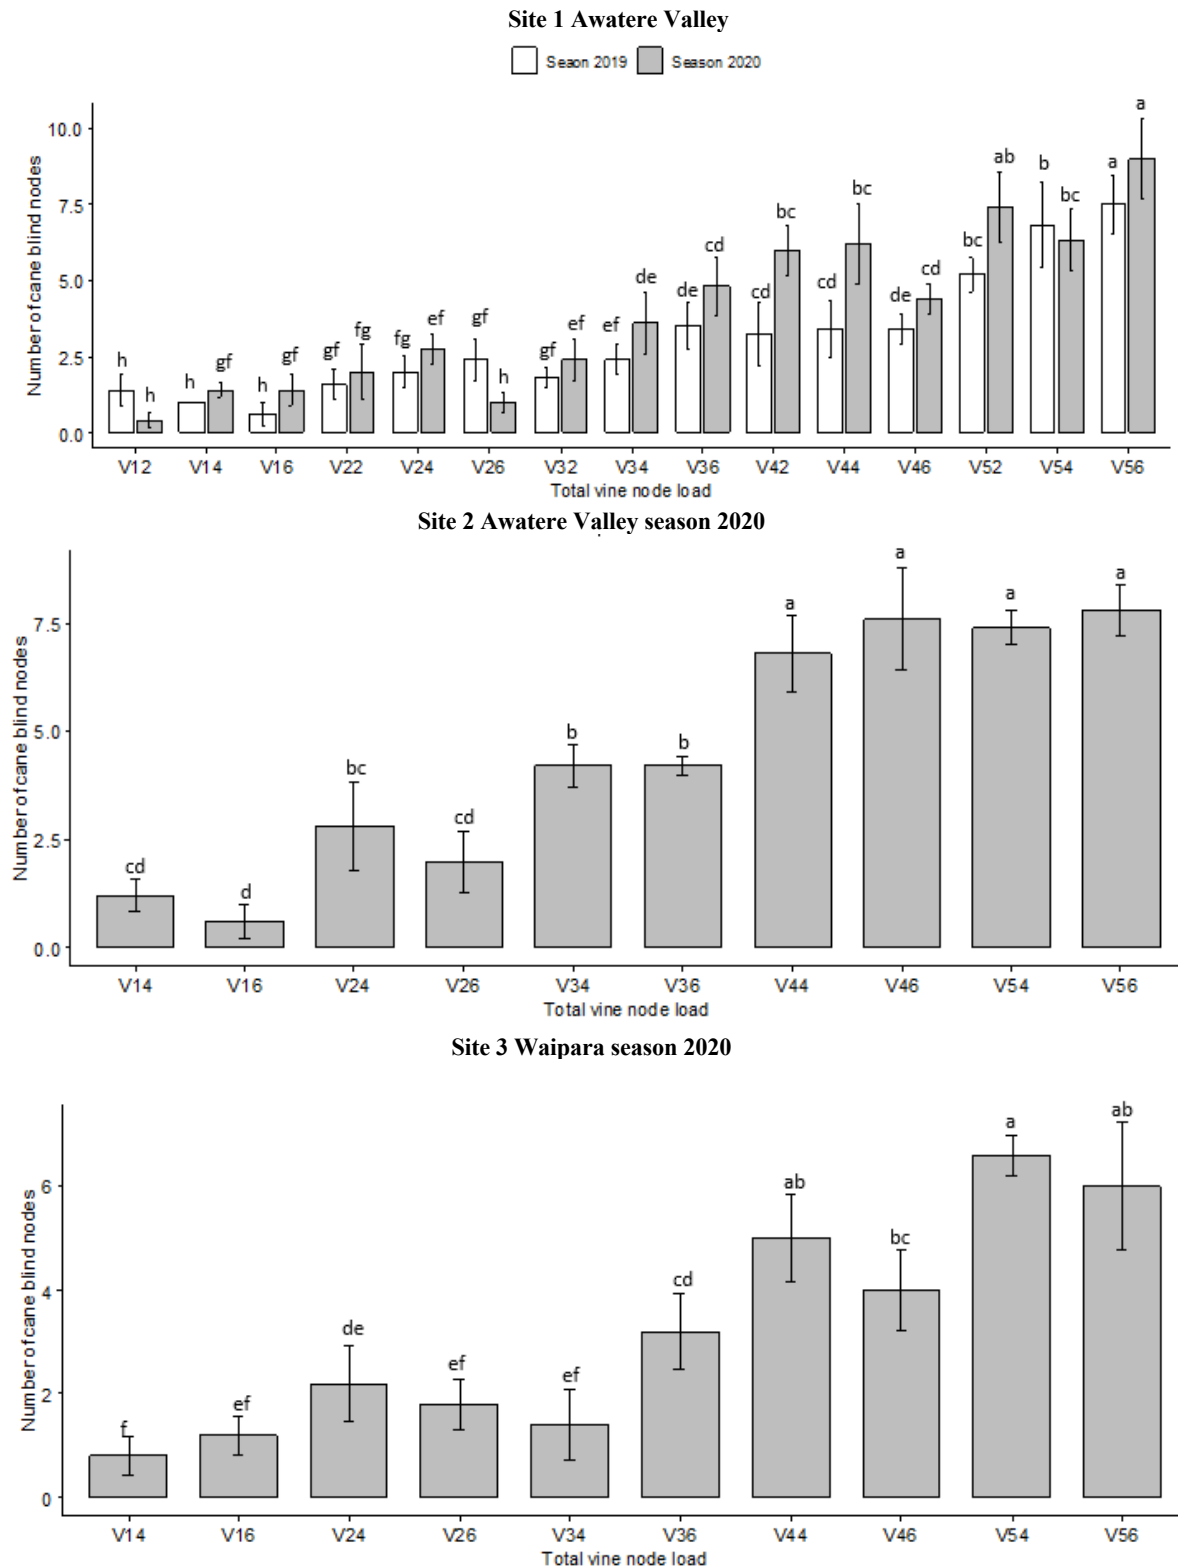 Site 1 Awatere Valley
Seaon 2019 Season 2020
Number of cane blind nodes
10.0
7.5
5.0
2.5
0.0
h h h gf h gf gf fg fg ef gf h gf ef ef de de cd cd bc cd bc de cd bc ab b bc a a
V12 V14 V16 V22 V24 V26 V32 V34 V36 V42 V44 V46 V52 V54 V56
Total vine node load
Site 2 Awatere Valley season 2020
Number of cane blind nodes
7.5
5.0
2.5
0.0
cd d bc cd b b a a a a
V14 V16 V24 V26 V34 V36 V44 V46 V54 V56
Total vine node load
Site 3 Waipara season 2020
Number of cane blind nodes
6
4
2
0
f ef de ef ef cd ab bc a ab
V14 V16 V24 V26 V34 V36 V44 V46 V54 V56
Total vine node load